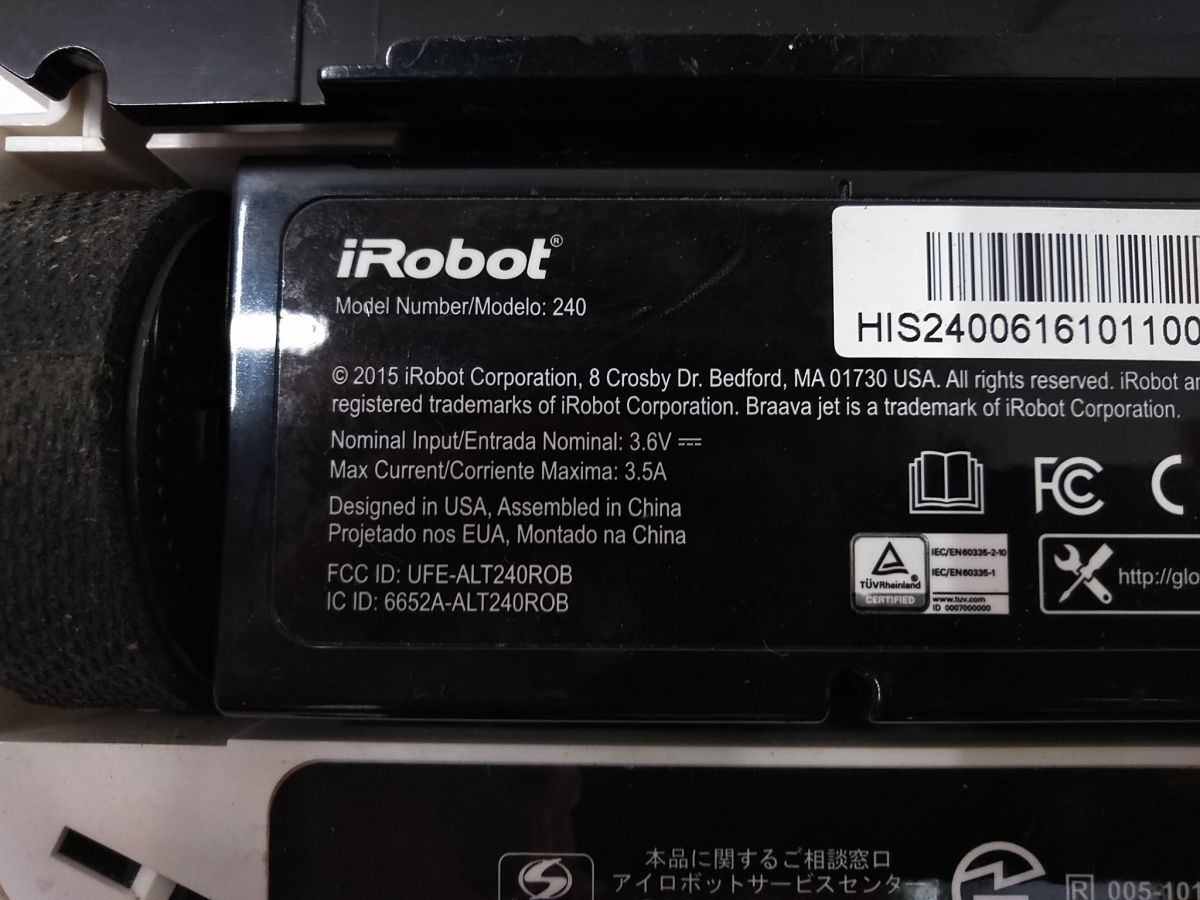 iRobot®
Model Number/Modelo: 240
HIS2400616101100
© 2015 iRobot Corporation, 8 Crosby Dr. Bedford, MA 01730 USA. All rights reserved. iRobot
registered trademarks of iRobot Corporation. Braava jet is a trademark of iRobot Corporation.
Nominal Input/Entrada Nominal: 3.6V ⎓
Max Current/Corriente Maxima: 3.5A
Designed in USA, Assembled in China
Projetado nos EUA, Montado na China
FCC ID: UFE-ALT240ROB
IC ID: 6652A-ALT240ROB
FC
TÜVRheinland®
CERTIFIED
IEC/EN60335-2-10
IEC/EN60335-1
www.tuv.com
ID 0007000000
http://glo
本品に関するご相談窓口
アイロボットサービスセンター
R 005-101